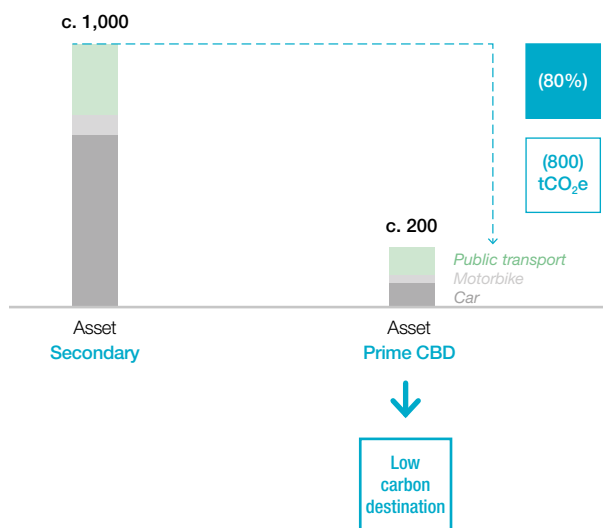 c. 1,000
(80%)
(800)
tCO₂e
c. 200
Public transport
Motorbike
Car
Asset
Secondary
Asset
Prime CBD
Low
carbon
destination